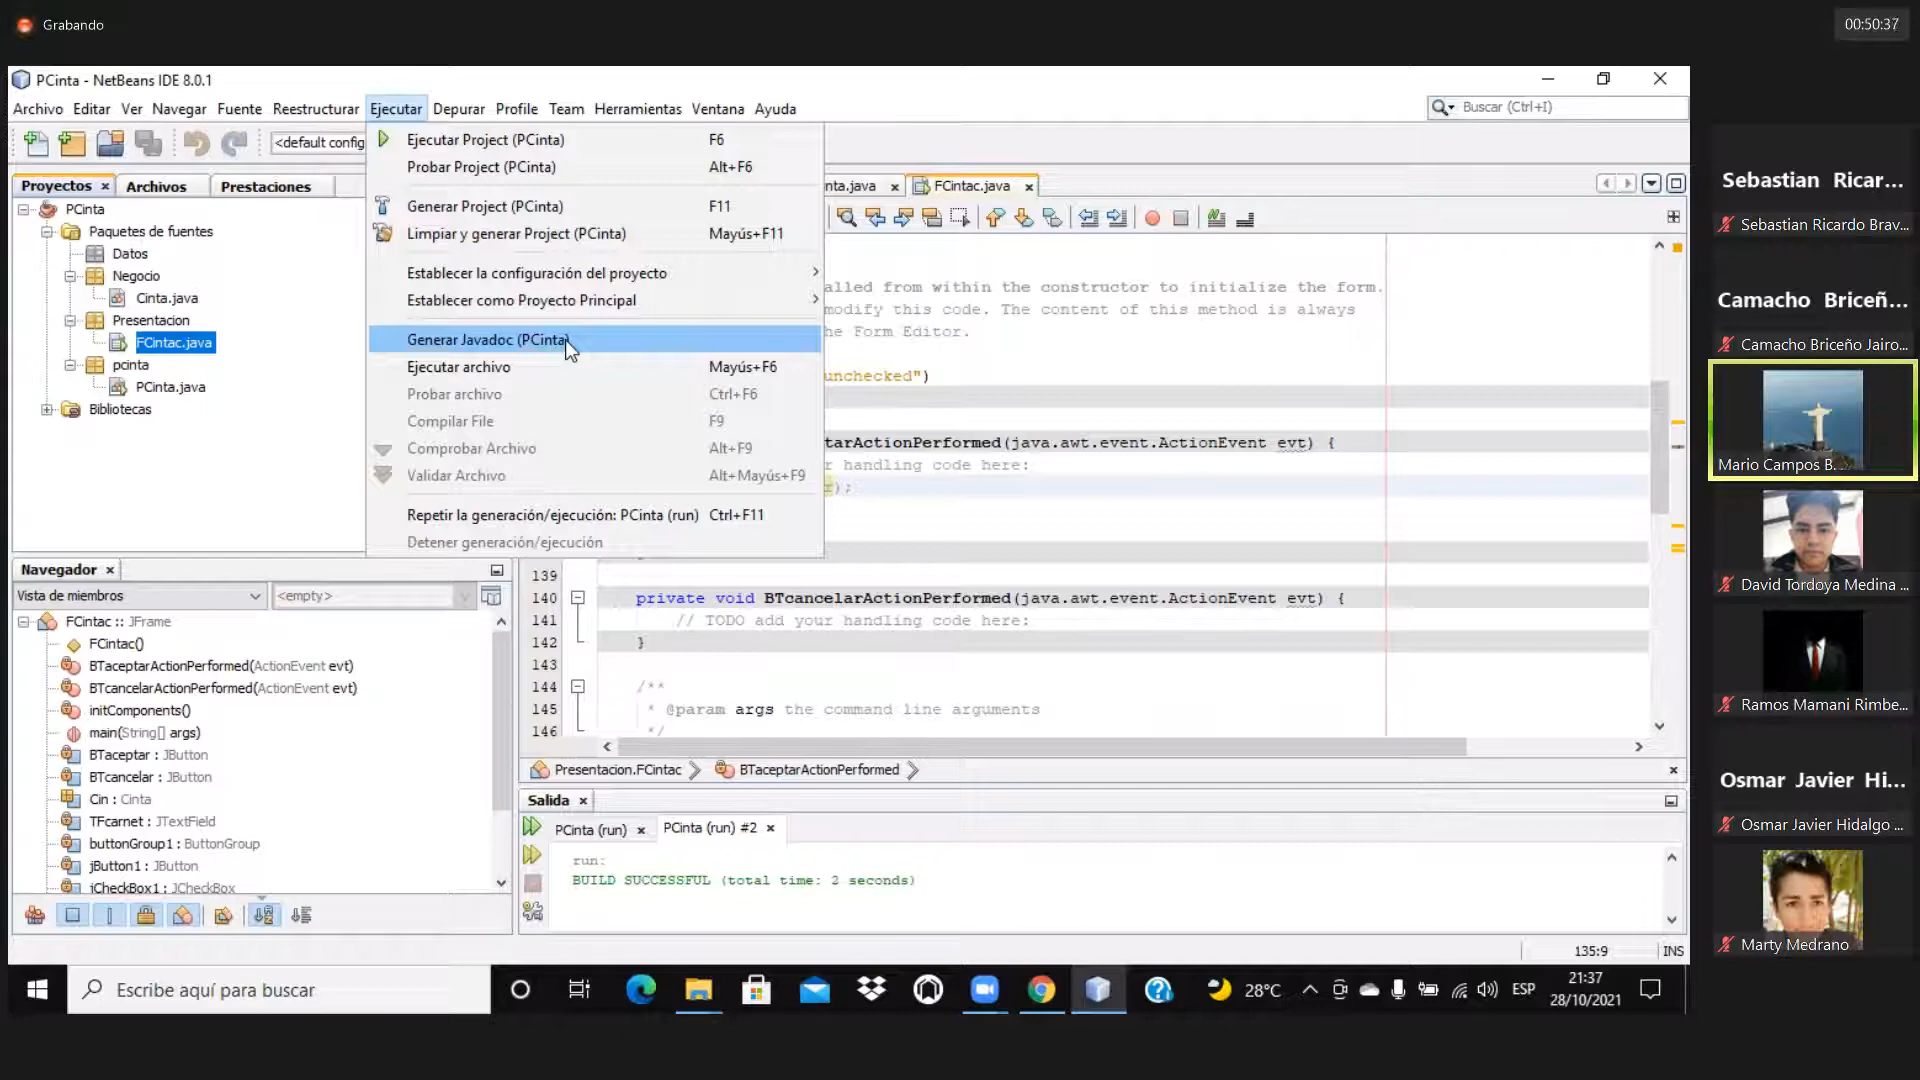 Grabando
00:50:37
PCinta - NetBeans IDE 8.0.1
Archivo Editar Ver Navegar Fuente Reestructurar Ejecutar Depurar Profile Team Herramientas Ventana Ayuda
Buscar (Ctrl+I)
<default config
Ejecutar Project (PCinta) F6
Probar Project (PCinta) Alt+F6
Generar Project (PCinta) F11
Limpiar y generar Project (PCinta) Mayús+F11
Establecer la configuración del proyecto
Establecer como Proyecto Principal
Generar Javadoc (PCinta)
Ejecutar archivo Mayús+F6
Probar archivo Ctrl+F6
Compilar File F9
Comprobar Archivo Alt+F9
Validar Archivo Alt+Mayús+F9
Repetir la generación/ejecución: PCinta (run) Ctrl+F11
Detener generación/ejecución
Proyectos Archivos Prestaciones
PCinta
Paquetes de fuentes
Datos
Negocio
Cinta.java
Presentacion
FCintac.java
pcinta
PCinta.java
Bibliotecas
nta.java FCintac.java
alled from within the constructor to initialize the form.
modify this code. The content of this method is always
he Form Editor.
unchecked")
tarActionPerformed(java.awt.event.ActionEvent evt) {
r handling code here:
r);
139
140 private void BTcancelarActionPerformed(java.awt.event.ActionEvent evt) {
141 // TODO add your handling code here:
142 }
143
144 /**
145 * @param args the command line arguments
146 */
Presentacion.FCintac BTaceptarActionPerformed
Navegador
Vista de miembros <empty>
FCintac :: JFrame
FCintac()
BTaceptarActionPerformed(ActionEvent evt)
BTcancelarActionPerformed(ActionEvent evt)
initComponents()
main(String[] args)
BTaceptar : JButton
BTcancelar : JButton
Cin : Cinta
TFcarnet : JTextField
buttonGroup1 : ButtonGroup
jButton1 : JButton
jCheckBox1 : JCheckBox
Salida
PCinta (run) PCinta (run) #2
run:
BUILD SUCCESSFUL (total time: 2 seconds)
135:9 INS
Escribe aquí para buscar
28°C
ESP
21:37
28/10/2021
Sebastian Ricar...
Sebastian Ricardo Brav...
Camacho Briceñ...
Camacho Briceño Jairo...
Mario Campos B...
David Tordoya Medina ...
Ramos Mamani Rimbe...
Osmar Javier Hi...
Osmar Javier Hidalgo ...
Marty Medrano